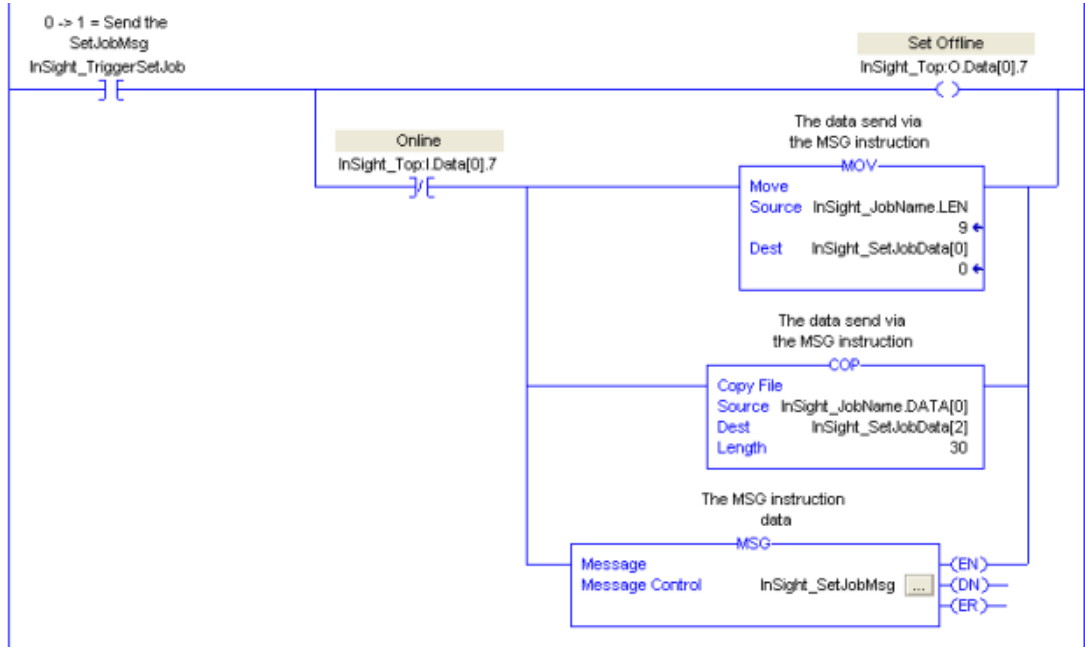 0 -> 1 = Send the
SetJobMsg
InSight_TriggerSetJob
Set Offline
InSight_Top:O.Data[0].7
Online
InSight_Top:I.Data[0].7
The data send via
the MSG instruction
MOV
Move
Source InSight_JobName.LEN
9
Dest InSight_SetJobData[0]
0
The data send via
the MSG instruction
COP
Copy File
Source InSight_JobName.DATA[0]
Dest InSight_SetJobData[2]
Length 30
The MSG instruction
data
MSG
Message (EN)
Message Control InSight_SetJobMsg ... (DN)
(ER)